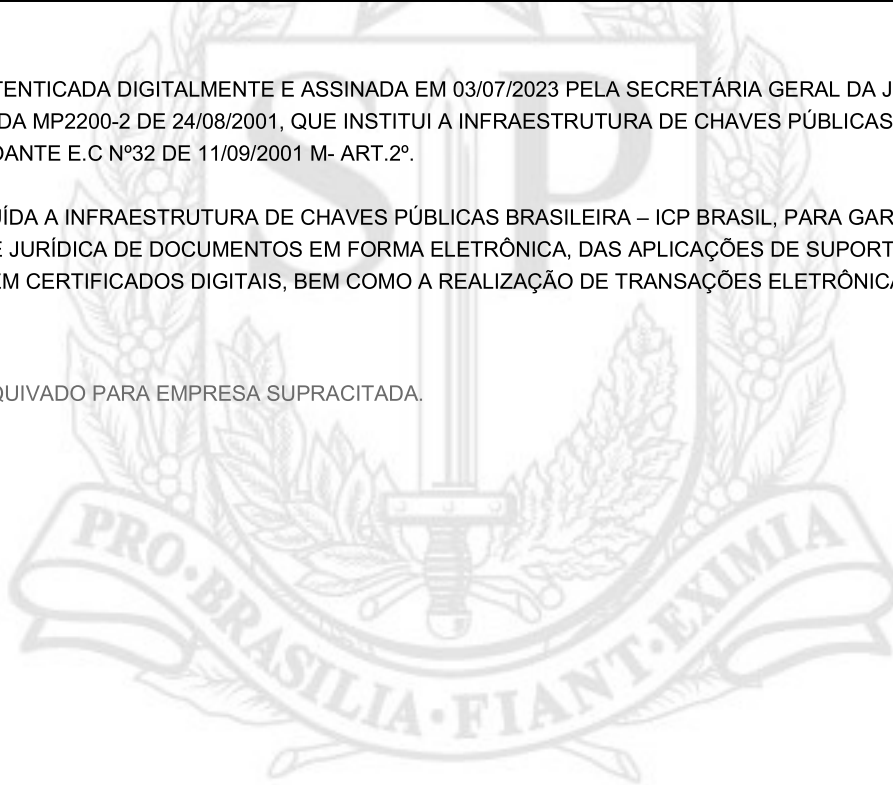 TENTICADA DIGITALMENTE E ASSINADA EM 03/07/2023 PELA SECRETÁRIA GERAL DA J
DA MP2200-2 DE 24/08/2001, QUE INSTITUI A INFRAESTRUTURA DE CHAVES PÚBLICAS
DANTE E.C Nº32 DE 11/09/2001 M- ART.2º.
UÍDA A INFRAESTRUTURA DE CHAVES PÚBLICAS BRASILEIRA – ICP BRASIL, PARA GAR
E JURÍDICA DE DOCUMENTOS EM FORMA ELETRÔNICA, DAS APLICAÇÕES DE SUPORT
EM CERTIFICADOS DIGITAIS, BEM COMO A REALIZAÇÃO DE TRANSAÇÕES ELETRÔNICA
QUIVADO PARA EMPRESA SUPRACITADA.
SP
PRO·BRASILIA·FIANT·EXIMIA